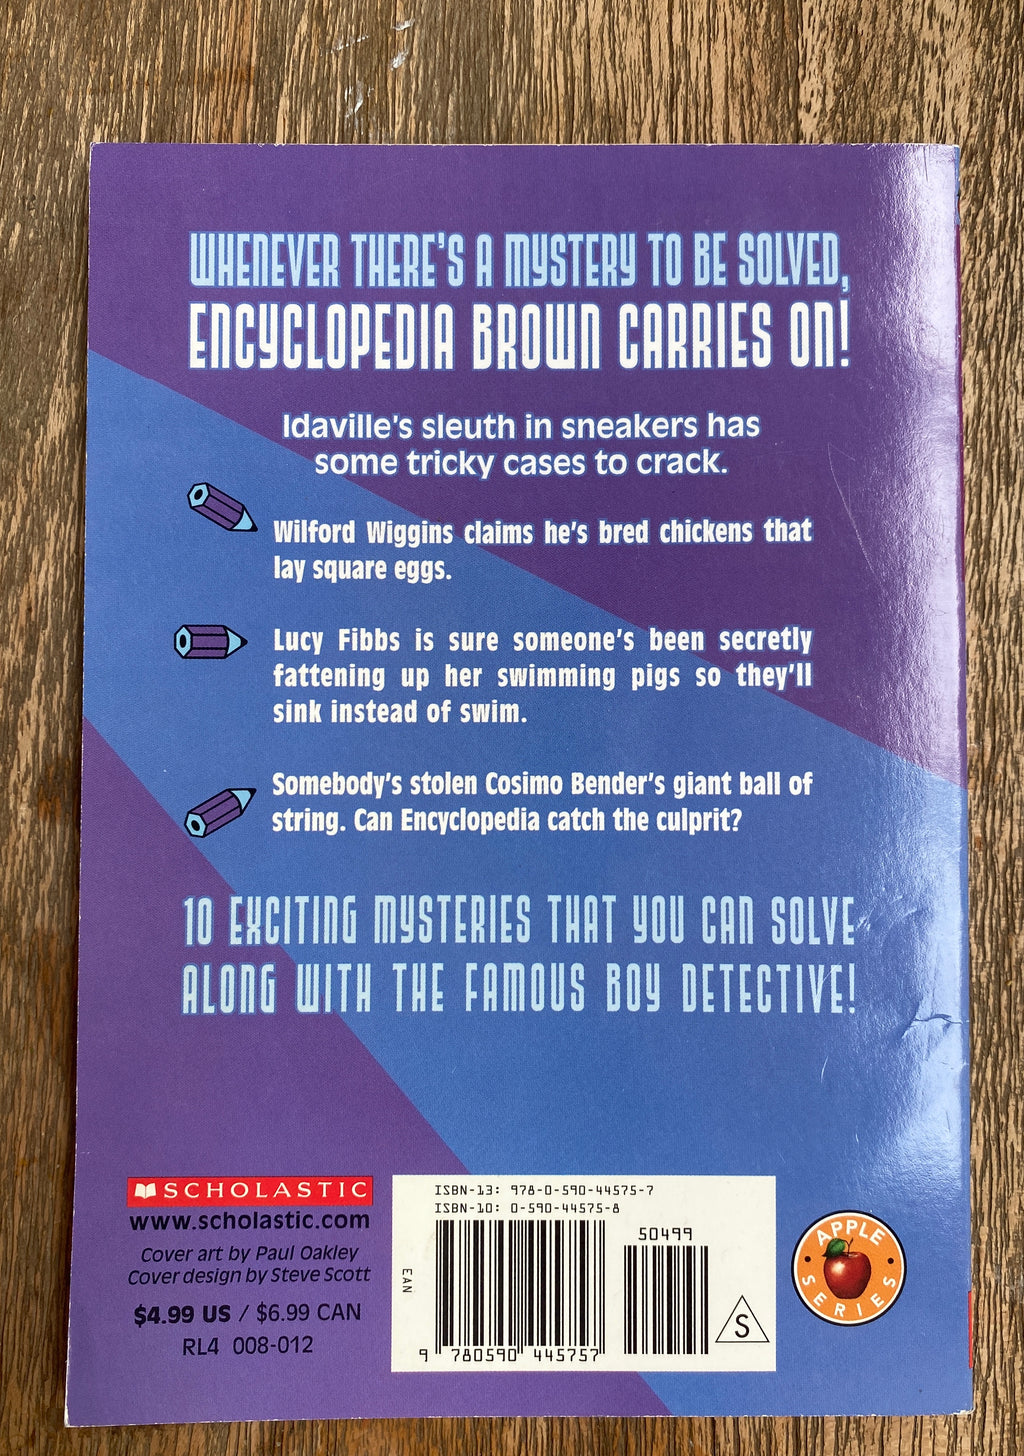 WHENEVER THERE'S A MYSTERY TO BE SOLVED,
ENCYCLOPEDIA BROWN CARRIES ON!
Idaville's sleuth in sneakers has
some tricky cases to crack.
Wilford Wiggins claims he's bred chickens that
lay square eggs.
Lucy Fibbs is sure someone's been secretly
fattening up her swimming pigs so they'll
sink instead of swim.
Somebody's stolen Cosimo Bender's giant ball of
string. Can Encyclopedia catch the culprit?
10 EXCITING MYSTERIES THAT YOU CAN SOLVE
ALONG WITH THE FAMOUS BOY DETECTIVE!
SCHOLASTIC
www.scholastic.com
Cover art by Paul Oakley
Cover design by Steve Scott
$4.99 US / $6.99 CAN
RL4 008-012
ISBN-13: 978-0-590-44575-7
ISBN-10: 0-590-44575-8
50499
EAN
S
9 780590 445757
APPLE
SERIES